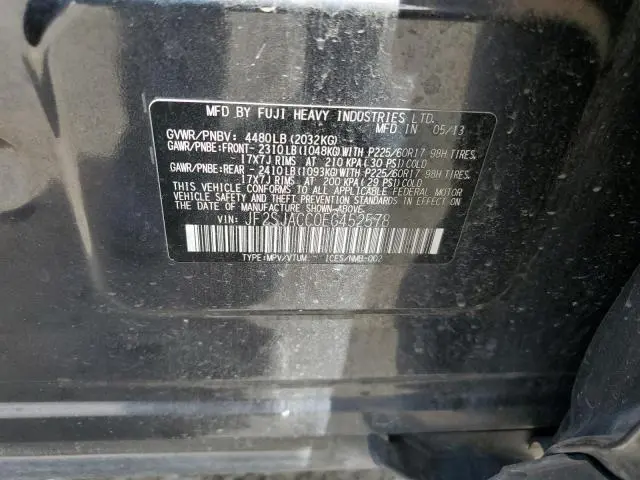 MFD BY FUJI HEAVY INDUSTRIES LTD.
MFD IN 05/13
GVWR/PNBV: 4480LB(2032KG)
GAWR/PNBE:FRONT- 2310LB(1048KG)WITH P225/60R17 98H TIRES,
17X7J RIMS AT 210 KPA(30 PSI)COLD
GAWR/PNBE:REAR- 2410LB(1093KG)WITH P225/60R17 98H TIRES,
17X7J RIMS AT 200 KPA(29 PSI)COLD
THIS VEHICLE CONFORMS TO ALL APPLICABLE FEDERAL MOTOR
VEHICLE SAFETY AND BUMPER STANDARDS IN EFFECT ON
THE DATE OF MANUFACTURE SHOWN ABOVE.
VIN: JF2SJACC0EG452578
TYPE:MPV/VTUM ICES/NMB-002